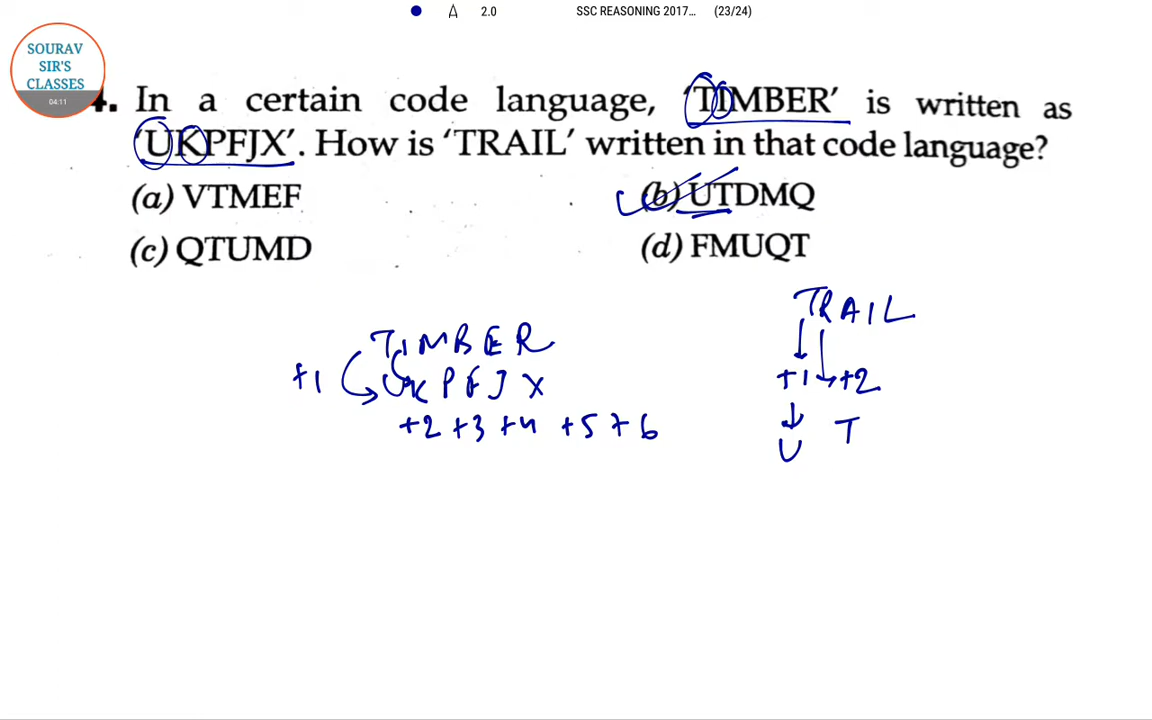 2.0 SSC REASONING 2017... (23/24)
SOURAV
SIR'S
CLASSES
04:11
4. In a certain code language, 'TIMBER' is written as
'UKPFJX'. How is 'TRAIL' written in that code language?
(a) VTMEF (b) UTDMQ
(c) QTUMD (d) FMUQT
TRAIL
TIMBER
+1 UKPFJX +1 +2
+2 +3 +4 +5 +6 U T